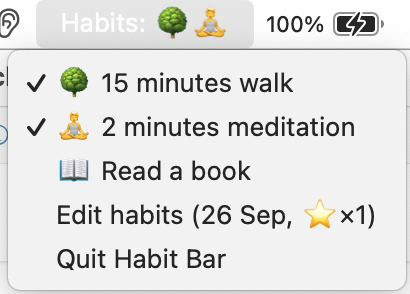 Habits: 🌳🧘 100%
✓ 🌳 15 minutes walk
✓ 🧘 2 minutes meditation
📖 Read a book
Edit habits (26 Sep, ⭐×1)
Quit Habit Bar